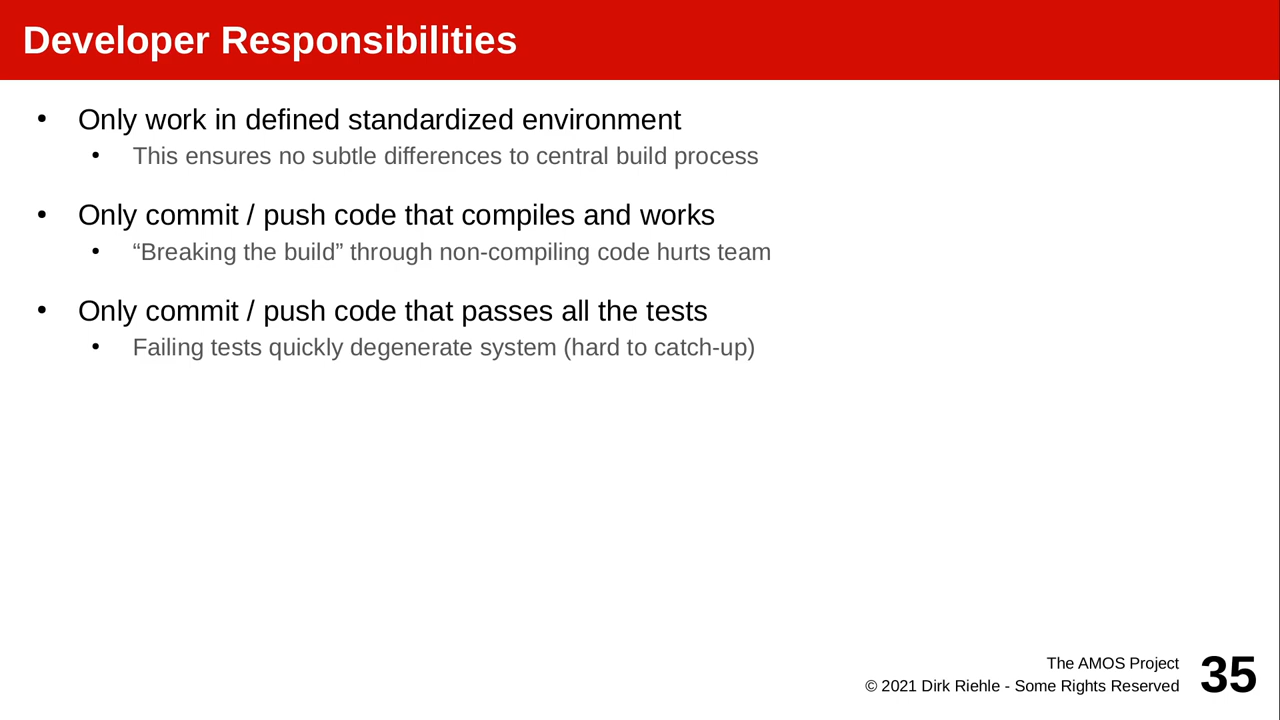 Developer Responsibilities
• Only work in defined standardized environment
• This ensures no subtle differences to central build process
• Only commit / push code that compiles and works
• “Breaking the build” through non-compiling code hurts team
• Only commit / push code that passes all the tests
• Failing tests quickly degenerate system (hard to catch-up)
The AMOS Project
© 2021 Dirk Riehle - Some Rights Reserved
35